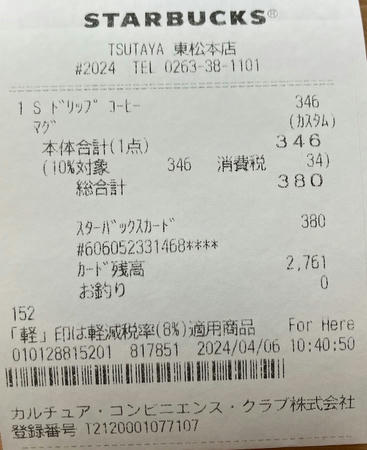 STARBUCKS®
TSUTAYA 東松本店
#2024 TEL 0263-38-1101
1 S ﾄﾞﾘｯﾌﾟ ｺｰﾋｰ 346
ﾏｸﾞ (ｶｽﾀﾑ)
本体合計(1点) 346
(10%対象 346 消費税 34)
総合計 380
ｽﾀｰﾊﾞｯｸｽｶｰﾄﾞ 380
#606052331468****
ｶｰﾄﾞ残高 2,761
お釣り 0
152
「軽」印は軽減税率(8%)適用商品 For Here
010128815201 817851 2024/04/06 10:40:50
カルチュア・コンビニエンス・クラブ株式会社
登録番号 T2120001077107